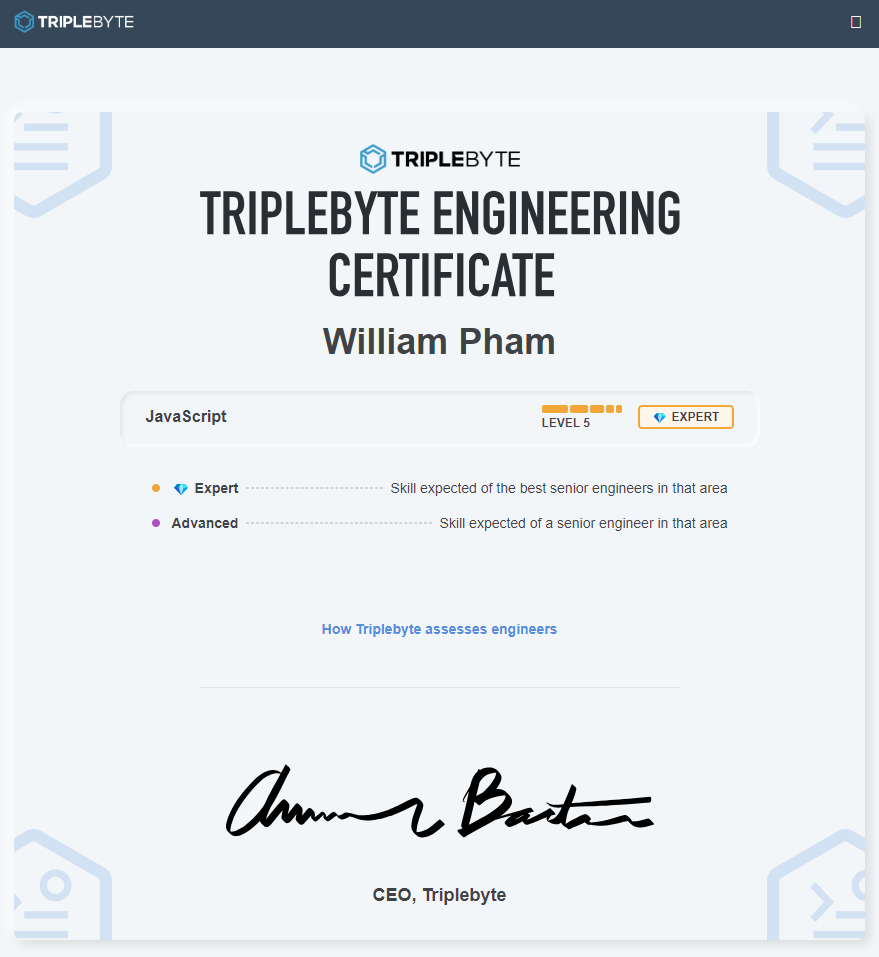 TRIPLEBYTE
TRIPLEBYTE
TRIPLEBYTE ENGINEERING
CERTIFICATE
William Pham
JavaScript
LEVEL 5
EXPERT
Expert
Skill expected of the best senior engineers in that area
Advanced
Skill expected of a senior engineer in that area
How Triplebyte assesses engineers
CEO, Triplebyte